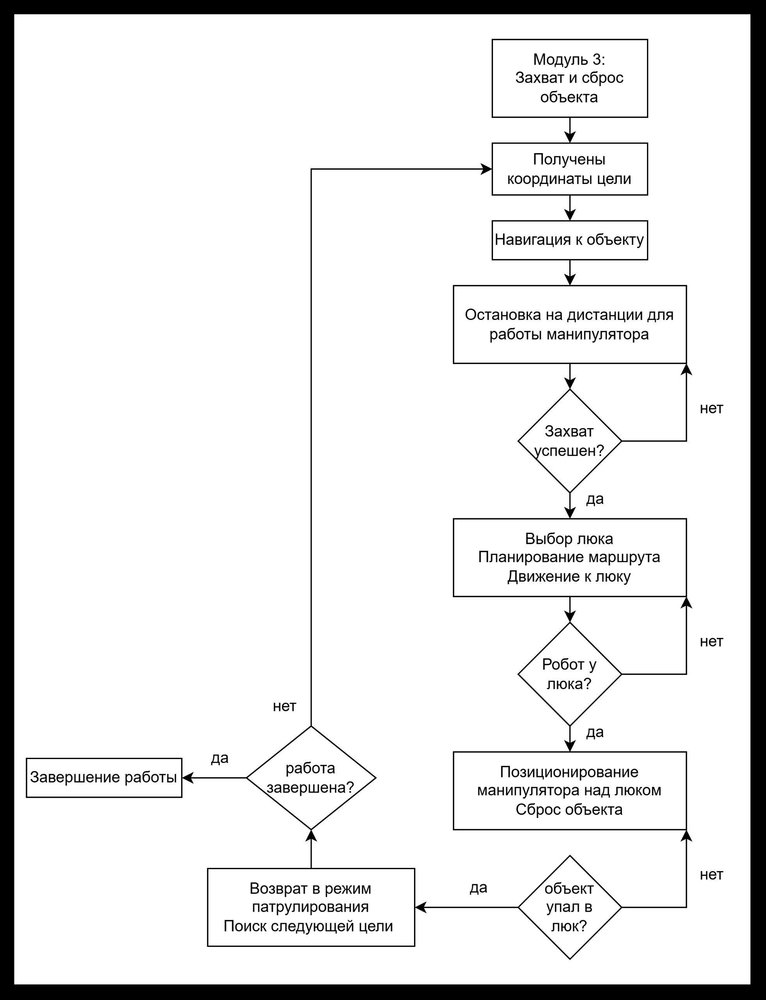 Модуль 3:
Захват и сброс
объекта
Получены
координаты цели
Навигация к объекту
Остановка на дистанции для
работы манипулятора
нет
Захват
успешен?
да
Выбор люка
Планирование маршрута
Движение к люку
нет
Робот у
люка?
да
Позиционирование
манипулятора над люком
Сброс объекта
нет
объект
упал в
люк?
да
Возврат в режим
патрулирования
Поиск следующей цели
работа
завершена?
нет
да
Завершение работы